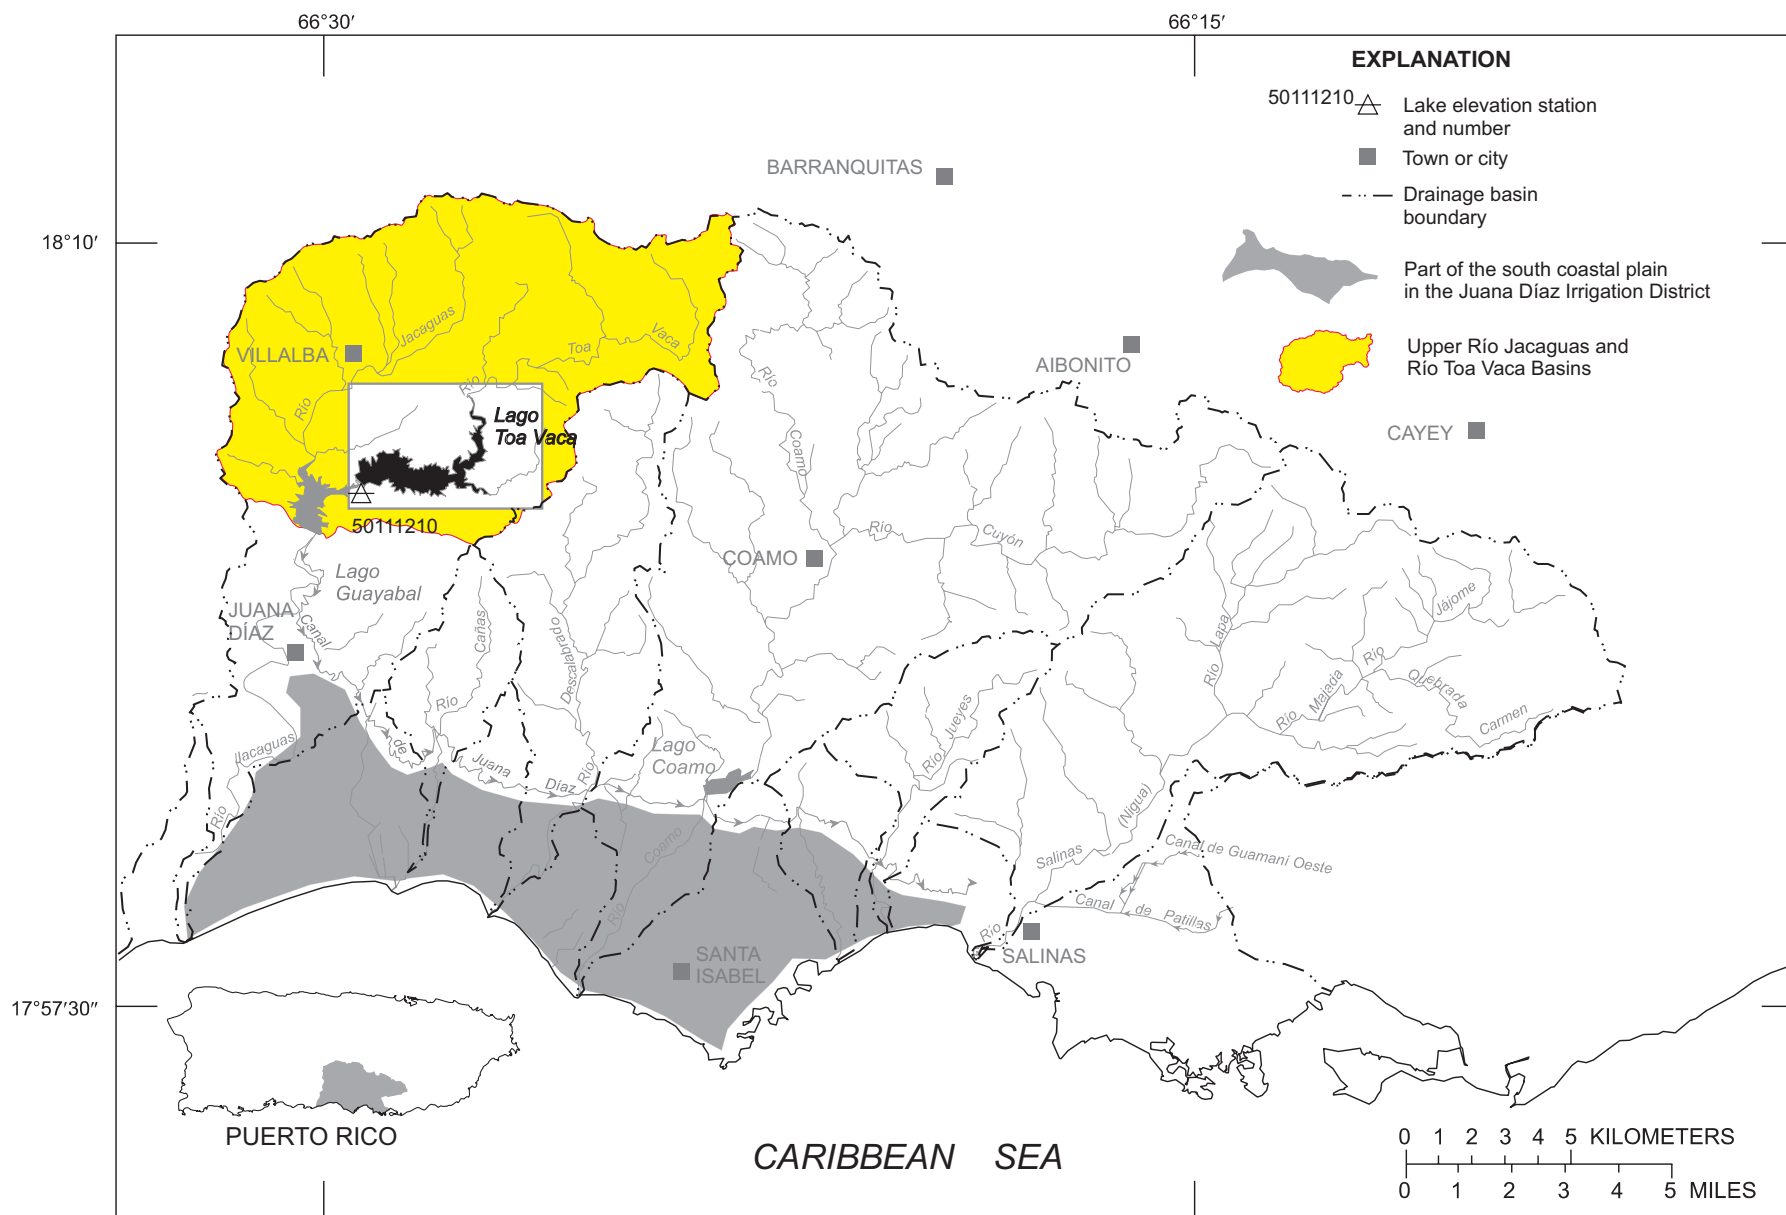 66°30′
66°15′
EXPLANATION
50111210
Lake elevation station
and number
Town or city
Drainage basin
boundary
Part of the south coastal plain
in the Juana Díaz Irrigation District
Upper Río Jacaguas and
Río Toa Vaca Basins
18°10′
17°57′30″
BARRANQUITAS
VILLALBA
Jacaguas
Río
Toa
Vaca
Río
Lago
Toa Vaca
50111210
AIBONITO
CAYEY
Río
Coamo
COAMO
Río
Cuyón
Lago
Guayabal
JUANA
DÍAZ
Canal
de
Juana
Díaz
Cañas
Río
Descalabrado
Río
Lago
Coamo
Jacaguas
Río
Coamo
Río
SANTA
ISABEL
Jueyes
Río
Lapa
Río
Jájome
Río
Majada
Río
Quebrada
Carmen
(Nigua)
Salinas
Río
Canal de Guamaní Oeste
Canal de Patillas
SALINAS
PUERTO RICO
CARIBBEAN SEA
0 1 2 3 4 5 KILOMETERS
0 1 2 3 4 5 MILES